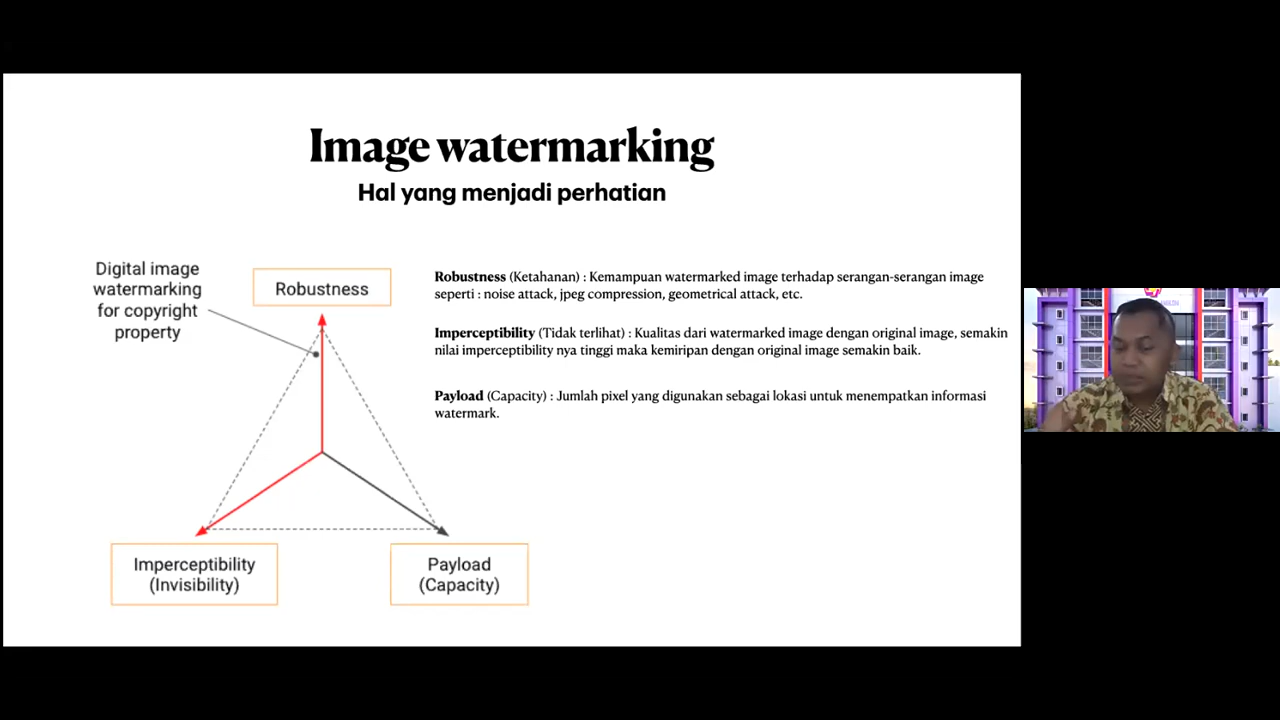 Image watermarking
Hal yang menjadi perhatian
Digital image
watermarking
for copyright
property
Robustness
Imperceptibility
(Invisibility)
Payload
(Capacity)
Robustness (Ketahanan) : Kemampuan watermarked image terhadap serangan-serangan image
seperti : noise attack, jpeg compression, geometrical attack, etc.
Imperceptibility (Tidak terlihat) : Kualitas dari watermarked image dengan original image, semakin
nilai imperceptibility nya tinggi maka kemiripan dengan original image semakin baik.
Payload (Capacity) : Jumlah pixel yang digunakan sebagai lokasi untuk menempatkan informasi
watermark.